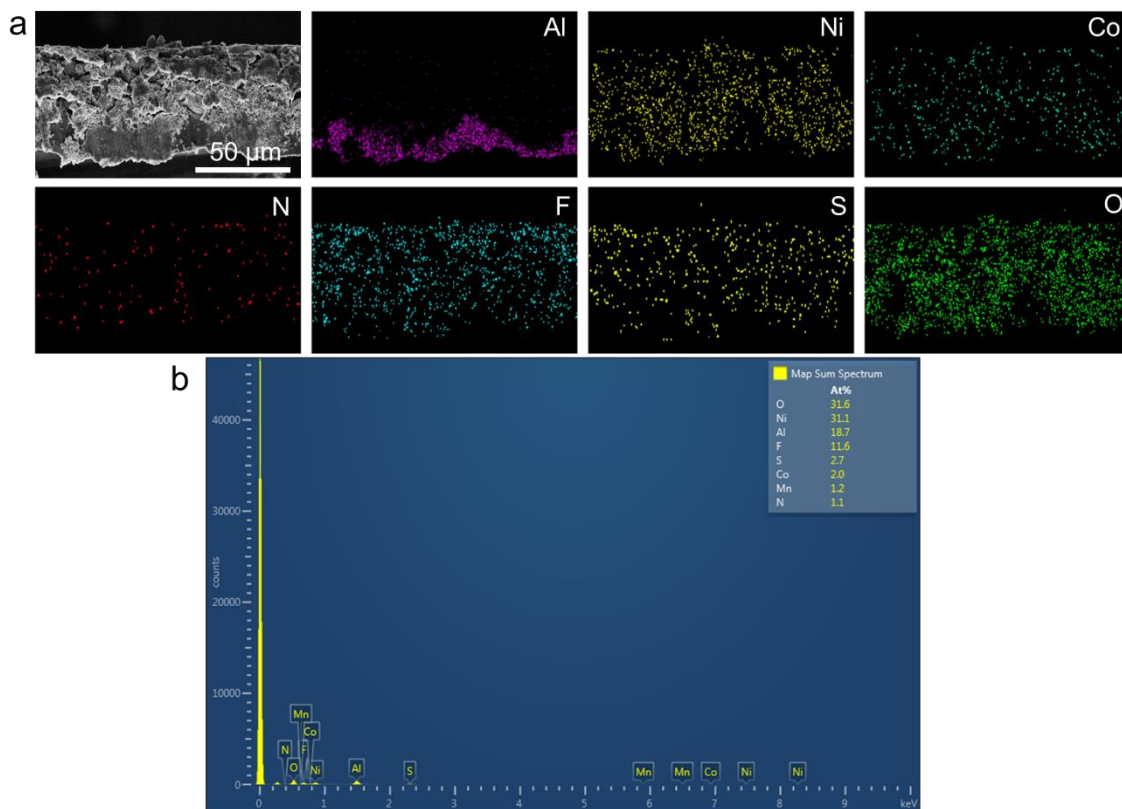 a
Al
Ni
Co
50 µm
N
F
S
O
b
Map Sum Spectrum
At%
O 31.6
Ni 31.1
Al 18.7
F 11.6
S 2.7
Co 2.0
Mn 1.2
N 1.1
40000
30000
counts
20000
10000
Mn
Co
N F
O Ni Al S Mn Mn Co Ni Ni
0
0 1 2 3 4 5 6 7 8 9 keV